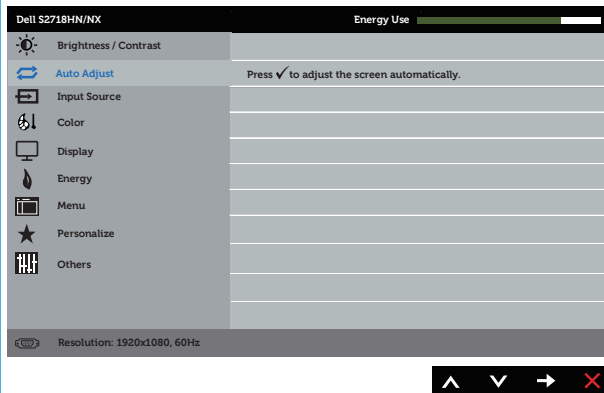 Dell S2718HN/NX Energy Use
Brightness / Contrast
Auto Adjust Press ✓ to adjust the screen automatically.
Input Source
Color
Display
Energy
Menu
Personalize
Others
Resolution: 1920x1080, 60Hz